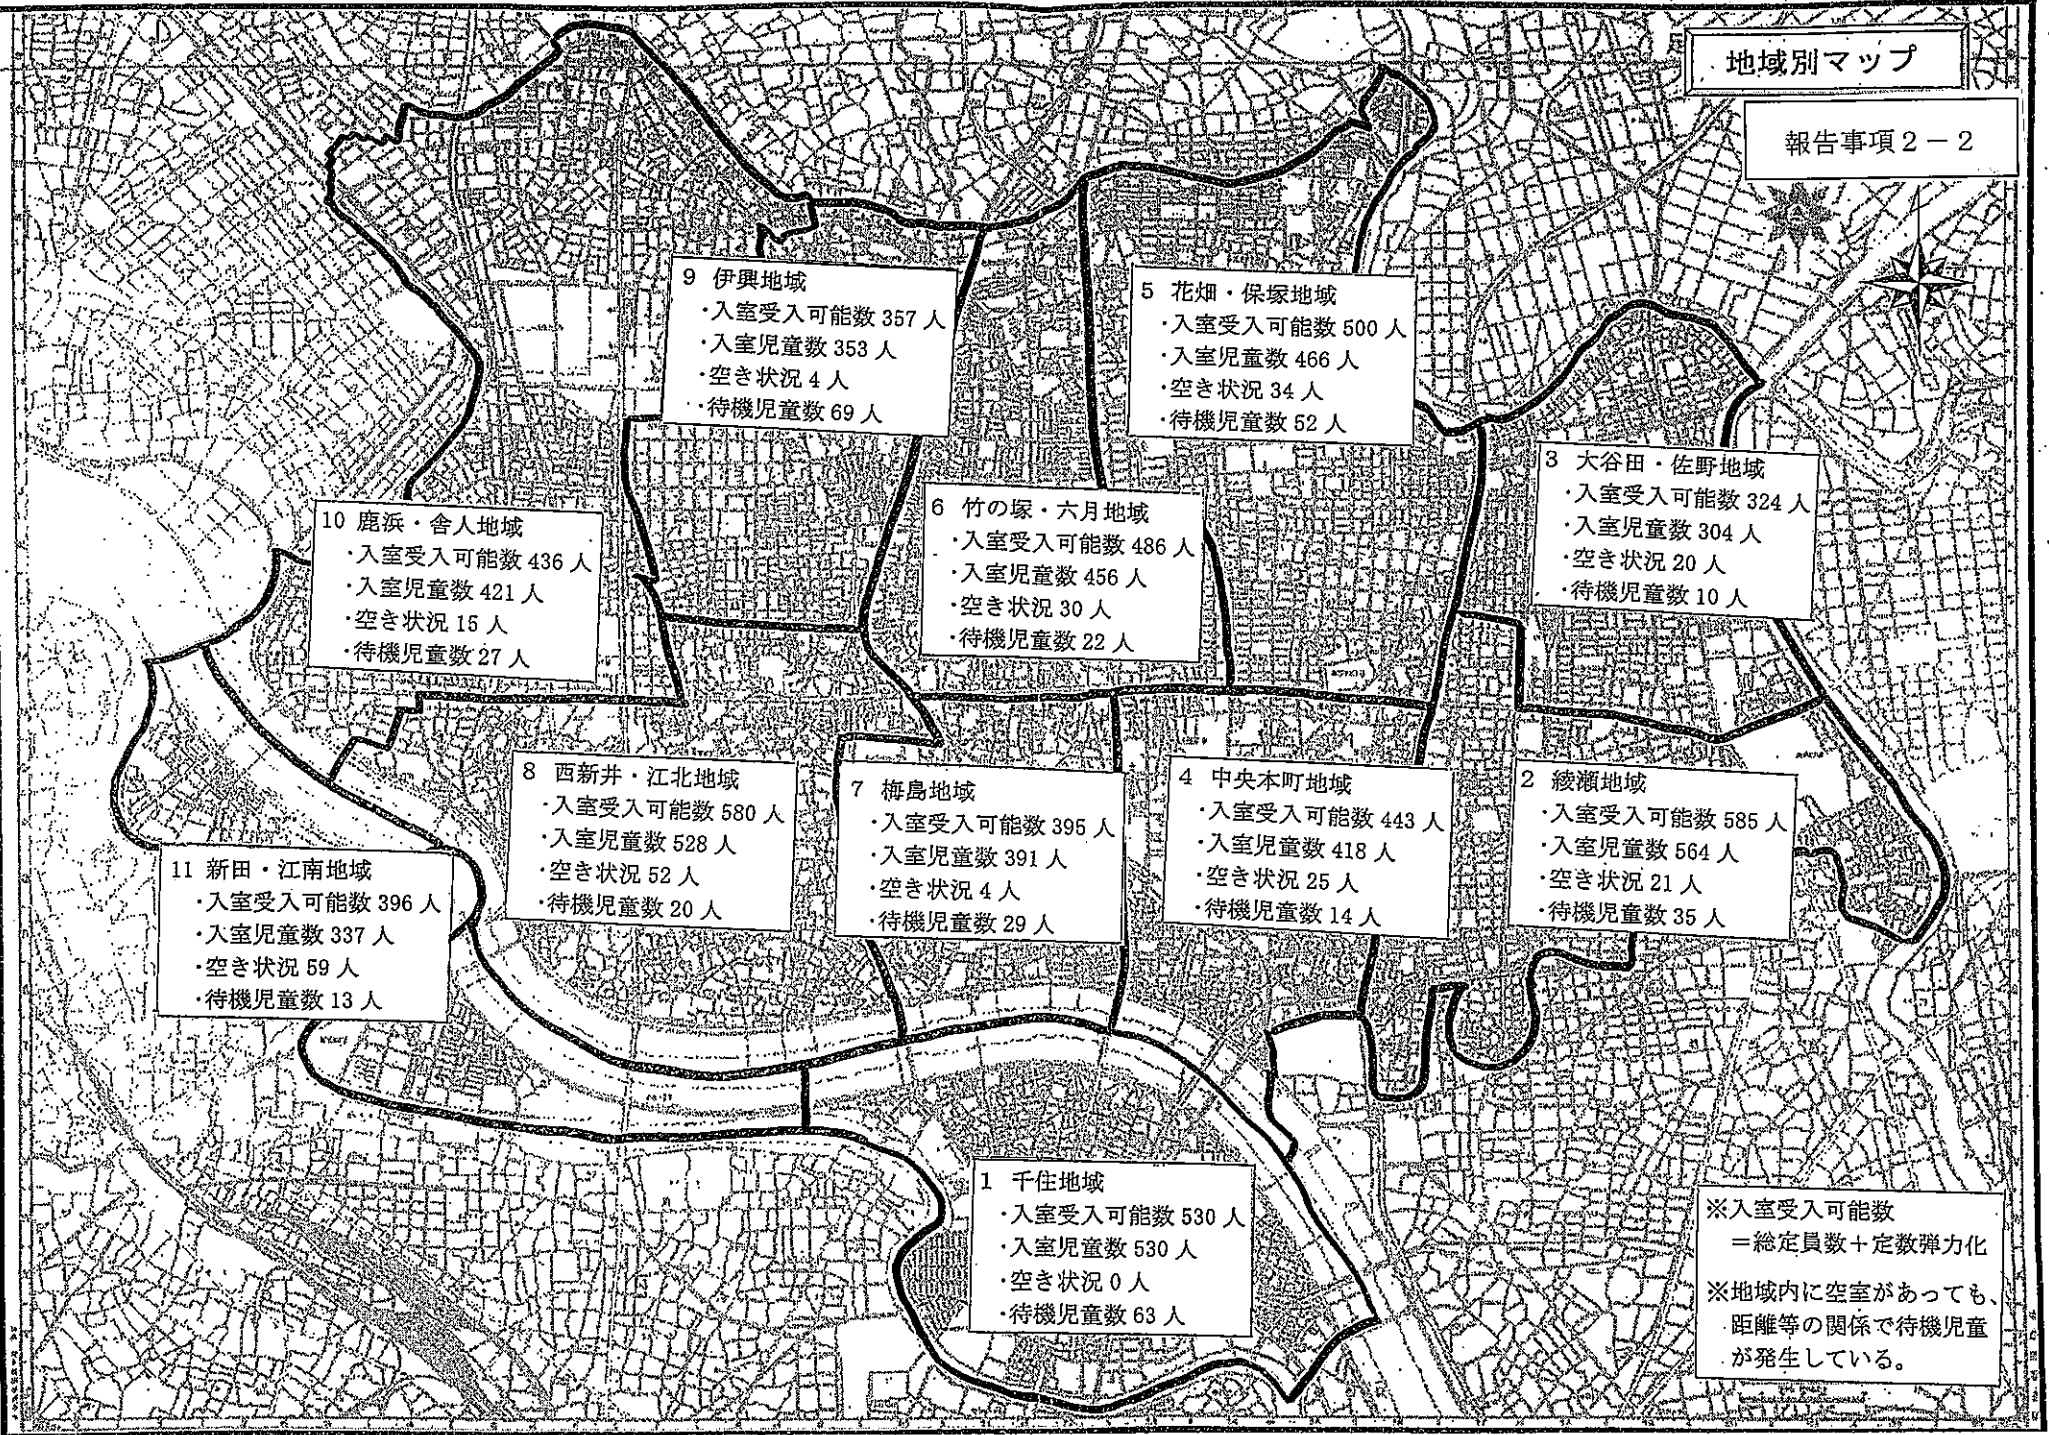 地域別マップ
報告事項2－2
9 伊興地域
・入室受入可能数 357 人
・入室児童数 353 人
・空き状況 4 人
・待機児童数 69 人
5 花畑・保塚地域
・入室受入可能数 500 人
・入室児童数 466 人
・空き状況 34 人
・待機児童数 52 人
3 大谷田・佐野地域
・入室受入可能数 324 人
・入室児童数 304 人
・空き状況 20 人
・待機児童数 10 人
10 鹿浜・舎人地域
・入室受入可能数 436 人
・入室児童数 421 人
・空き状況 15 人
・待機児童数 27 人
6 竹の塚・六月地域
・入室受入可能数 486 人
・入室児童数 456 人
・空き状況 30 人
・待機児童数 22 人
8 西新井・江北地域
・入室受入可能数 580 人
・入室児童数 528 人
・空き状況 52 人
・待機児童数 20 人
7 梅島地域
・入室受入可能数 395 人
・入室児童数 391 人
・空き状況 4 人
・待機児童数 29 人
4 中央本町地域
・入室受入可能数 443 人
・入室児童数 418 人
・空き状況 25 人
・待機児童数 14 人
2 綾瀬地域
・入室受入可能数 585 人
・入室児童数 564 人
・空き状況 21 人
・待機児童数 35 人
11 新田・江南地域
・入室受入可能数 396 人
・入室児童数 337 人
・空き状況 59 人
・待機児童数 13 人
1 千住地域
・入室受入可能数 530 人
・入室児童数 530 人
・空き状況 0 人
・待機児童数 63 人
※入室受入可能数
＝総定員数＋定数弾力化
※地域内に空室があっても、
距離等の関係で待機児童
が発生している。